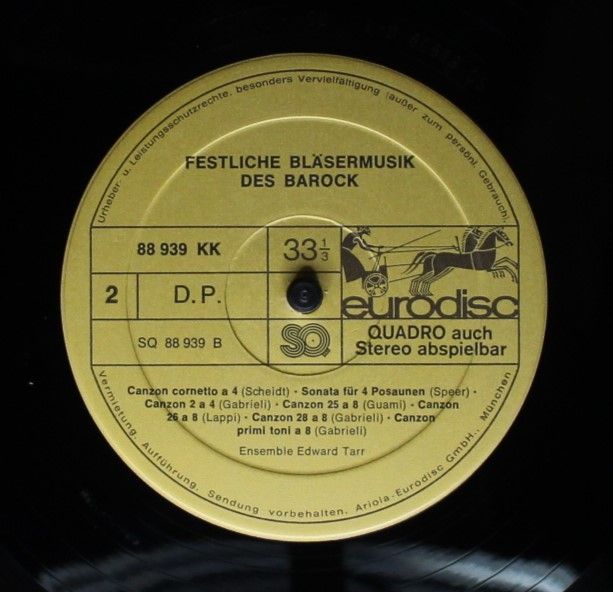 Urheber- u. Leistungsschutzrechte, besonders Vervielfältigung (außer zum persönl. Gebrauch),
FESTLICHE BLÄSERMUSIK
DES BAROCK
88 939 KK
33 1/3
2
D.P.
eurodisc
SQ 88 939 B
SQ
QUADRO auch
Stereo abspielbar
Canzon cornetto a 4 (Scheidt) · Sonata für 4 Posaunen (Speer) ·
Canzon 2 a 4 (Gabrieli) · Canzon 25 a 8 (Guami) · Canzon
26 a 8 (Lappi) · Canzon 28 a 8 (Gabrieli) · Canzon
primi toni a 8 (Gabrieli)
Ensemble Edward Tarr
Vermietung, Aufführung, Sendung vorbehalten. Ariola-Eurodisc GmbH., München